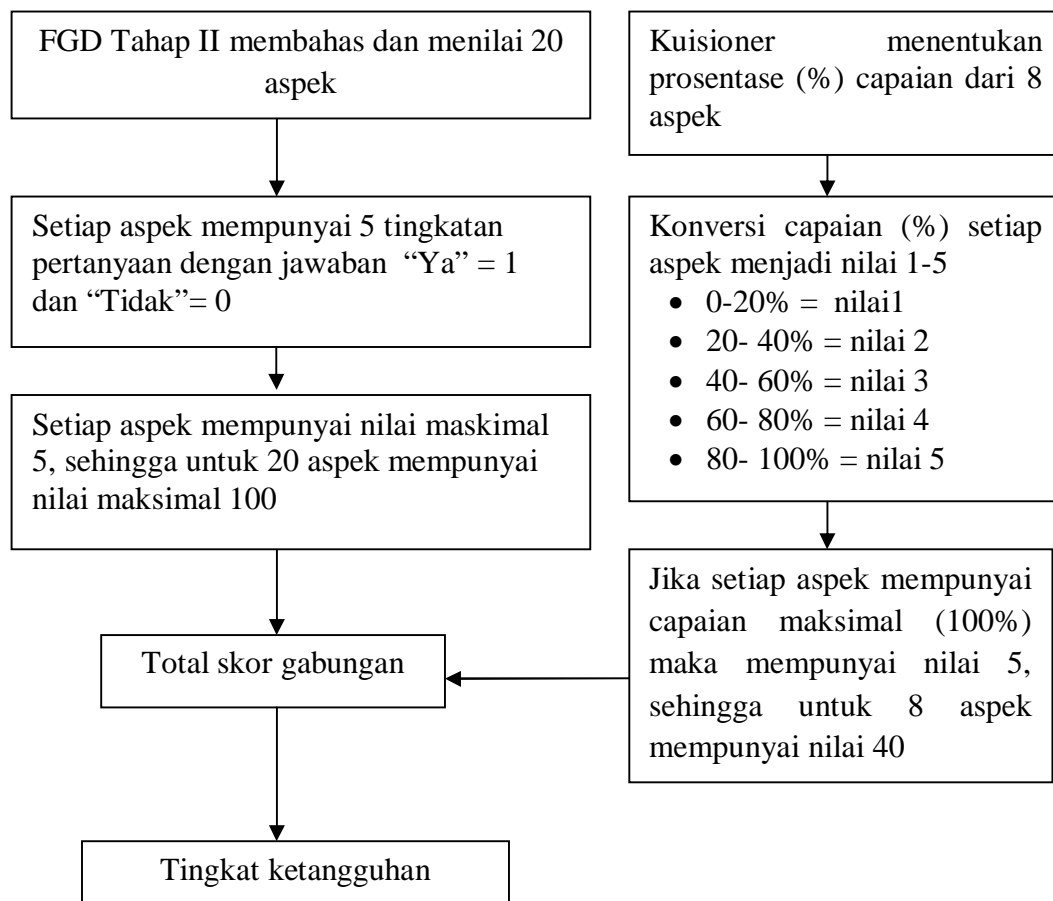 FGD Tahap II membahas dan menilai 20
aspek
Setiap aspek mempunyai 5 tingkatan
pertanyaan dengan jawaban “Ya” = 1
dan “Tidak”= 0
Setiap aspek mempunyai nilai maskimal
5, sehingga untuk 20 aspek mempunyai
nilai maksimal 100
Kuisioner menentukan
prosentase (%) capaian dari 8
aspek
Konversi capaian (%) setiap
aspek menjadi nilai 1-5
• 0-20% = nilai1
• 20- 40% = nilai 2
• 40- 60% = nilai 3
• 60- 80% = nilai 4
• 80- 100% = nilai 5
Jika setiap aspek mempunyai
capaian maksimal (100%)
maka mempunyai nilai 5,
sehingga untuk 8 aspek
mempunyai nilai 40
Total skor gabungan
Tingkat ketangguhan